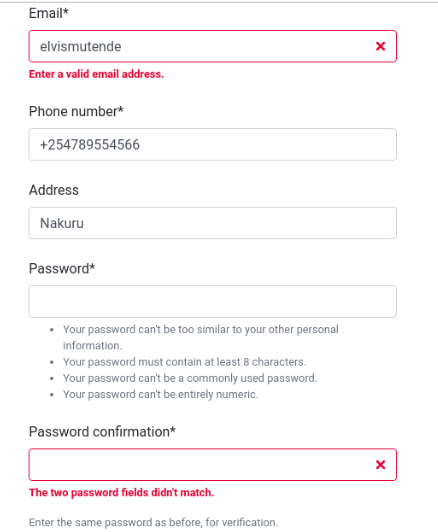 Email*
elvismutende
Enter a valid email address.
Phone number*
+254789554566
Address
Nakuru
Password*
Your password can't be too similar to your other personal
information.
Your password must contain at least 8 characters.
Your password can't be a commonly used password.
Your password can't be entirely numeric.
Password confirmation*
The two password fields didn't match.
Enter the same password as before, for verification.